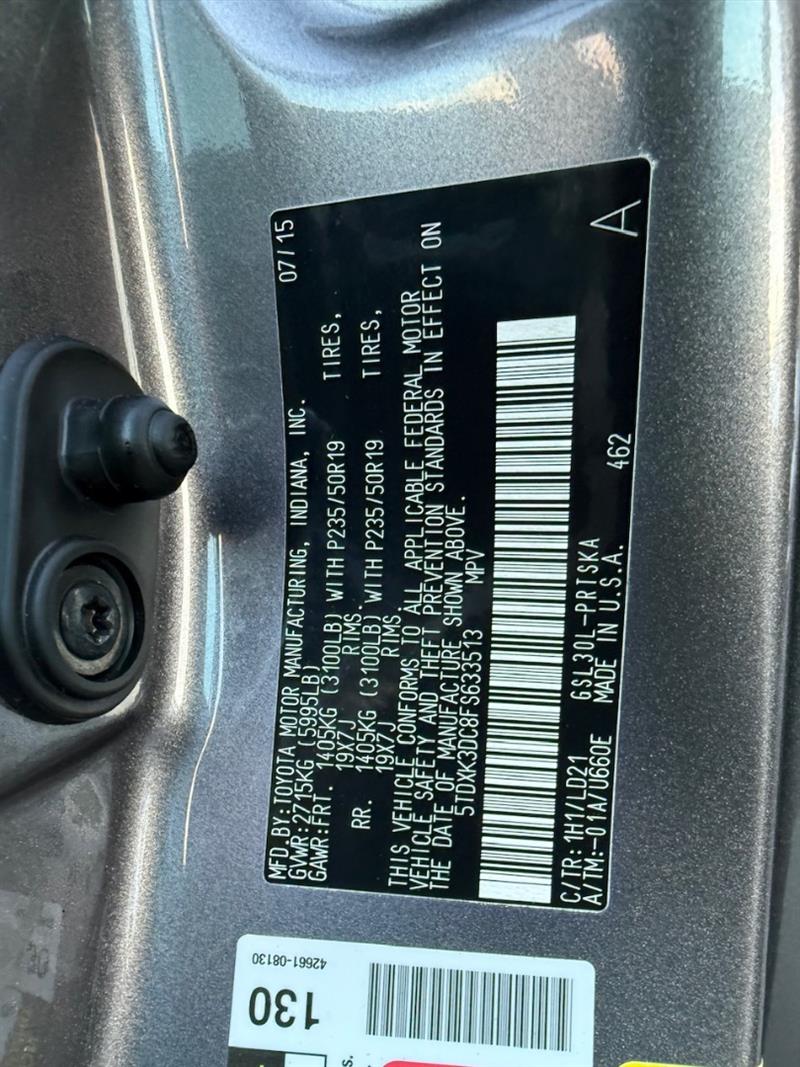 MFD.BY:TOYOTA MOTOR MANUFACTURING, INDIANA, INC. 07/15
GVWR:2715KG (5995LB)
GAWR:FRT. 1405KG (3100LB) WITH P235/50R19 TIRES,
19X7J RIMS.
RR. 1405KG (3100LB) WITH P235/50R19 TIRES,
19X7J RIMS.
THIS VEHICLE CONFORMS TO ALL APPLICABLE FEDERAL MOTOR
VEHICLE SAFETY AND THEFT PREVENTION STANDARDS IN EFFECT ON
THE DATE OF MANUFACTURE SHOWN ABOVE.
5TDXK3DC8FS633513 MPV
C/TR:1H1/LD21 GSL30L-PRTSKA 462 A
A/TM:-01A/U660E MADE IN U.S.A.
42661-08130
130
s.